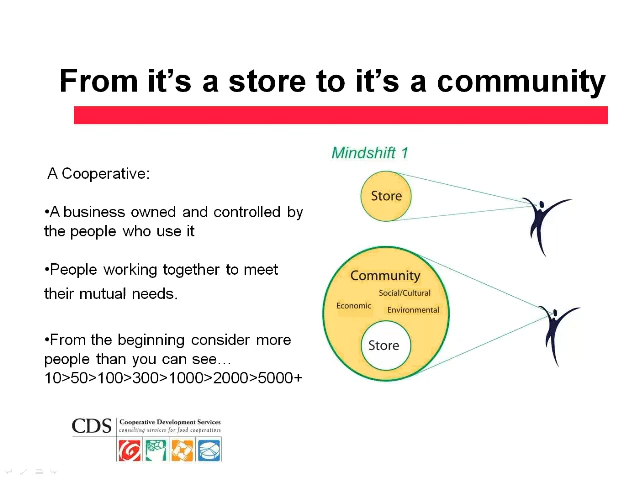 From it's a store to it's a community
A Cooperative:
•A business owned and controlled by
the people who use it
•People working together to meet
their mutual needs.
•From the beginning consider more
people than you can see…
10>50>100>300>1000>2000>5000+
Mindshift 1
Store
Community
Social/Cultural
Economic
Environmental
Store
CDS
Cooperative Development Services
consulting services for food cooperatives